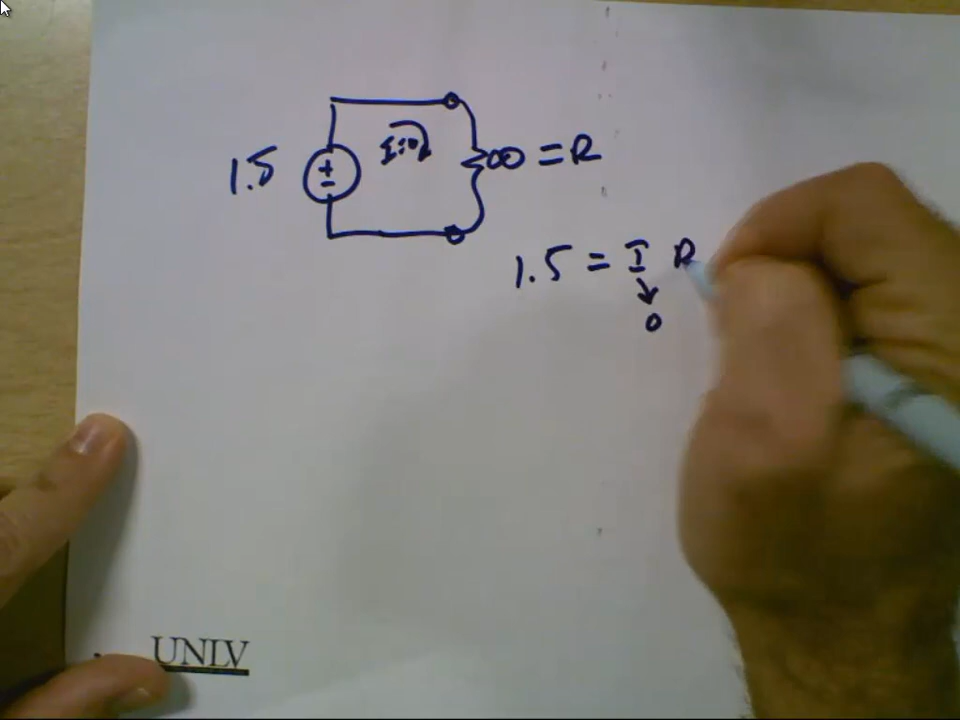 1.5 + - I=0 ∞ = R
1.5 = I R
0
UNLV